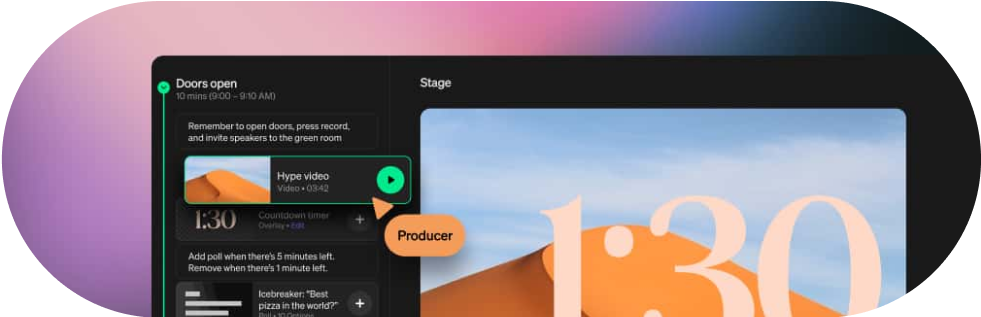 Doors open
10 mins (9:00 – 9:10 AM)
Remember to open doors, press record,
and invite speakers to the green room
Hype video
Video • 03:42
1:30
Countdown timer
Overlay • Edit
Add poll when there's 5 minutes left.
Remove when there's 1 minute left.
Icebreaker: "Best
pizza in the world?"
Poll • 10 Options
Producer
Stage
1:30